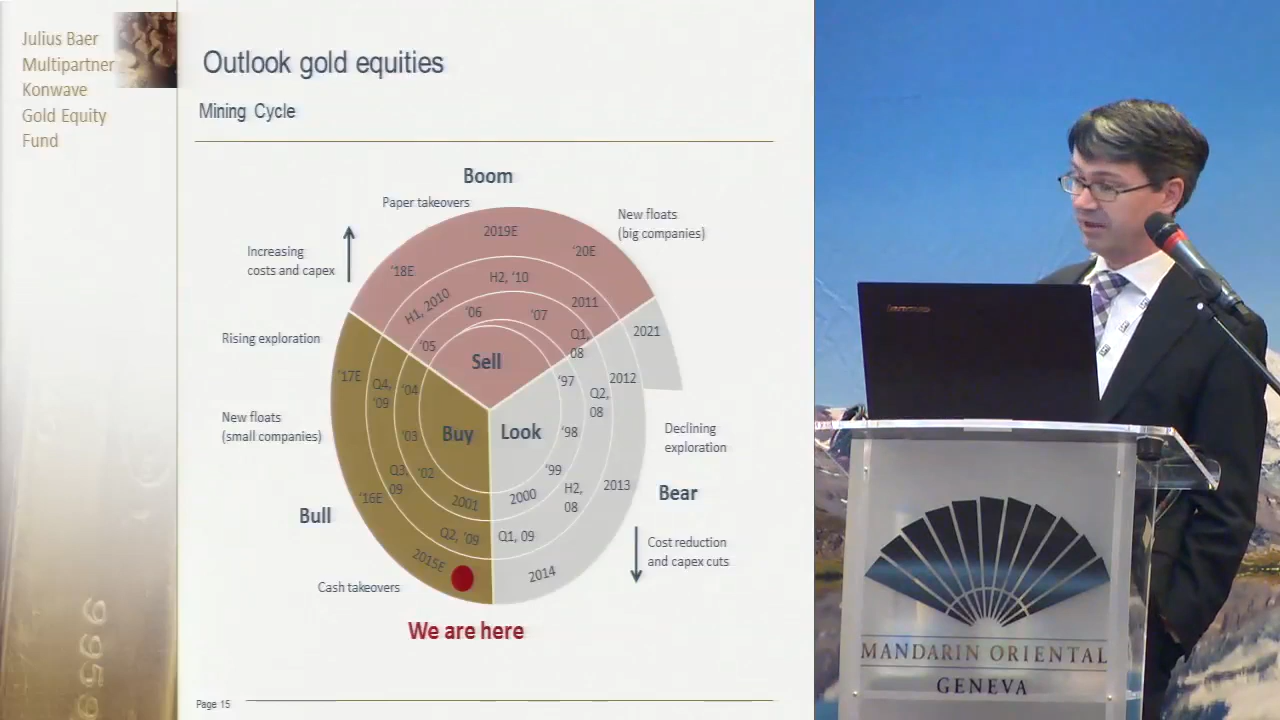 Julius Baer
Multipartner
Konwave
Gold Equity
Fund
Outlook gold equities
Mining Cycle
Boom
Paper takeovers
New floats
(big companies)
Increasing
costs and capex
2019E
'20E
'18E
H2, '10
H1, 2010
2011
'06
'07
'05
Q1,
08
2021
Rising exploration
Sell
'17E
Q4,
'09
'04
'97
2012
Q2,
08
New floats
(small companies)
'03
Buy
Look
'98
Declining
exploration
Q3
09
'02
'99
'16E
2001
2000
H2,
08
2013
Bear
Bull
Q2, '09
Q1, 09
2015E
2014
Cost reduction
and capex cuts
Cash takeovers
We are here
Page 15
9959
lenovo
MANDARIN ORIENTAL
GENEVA